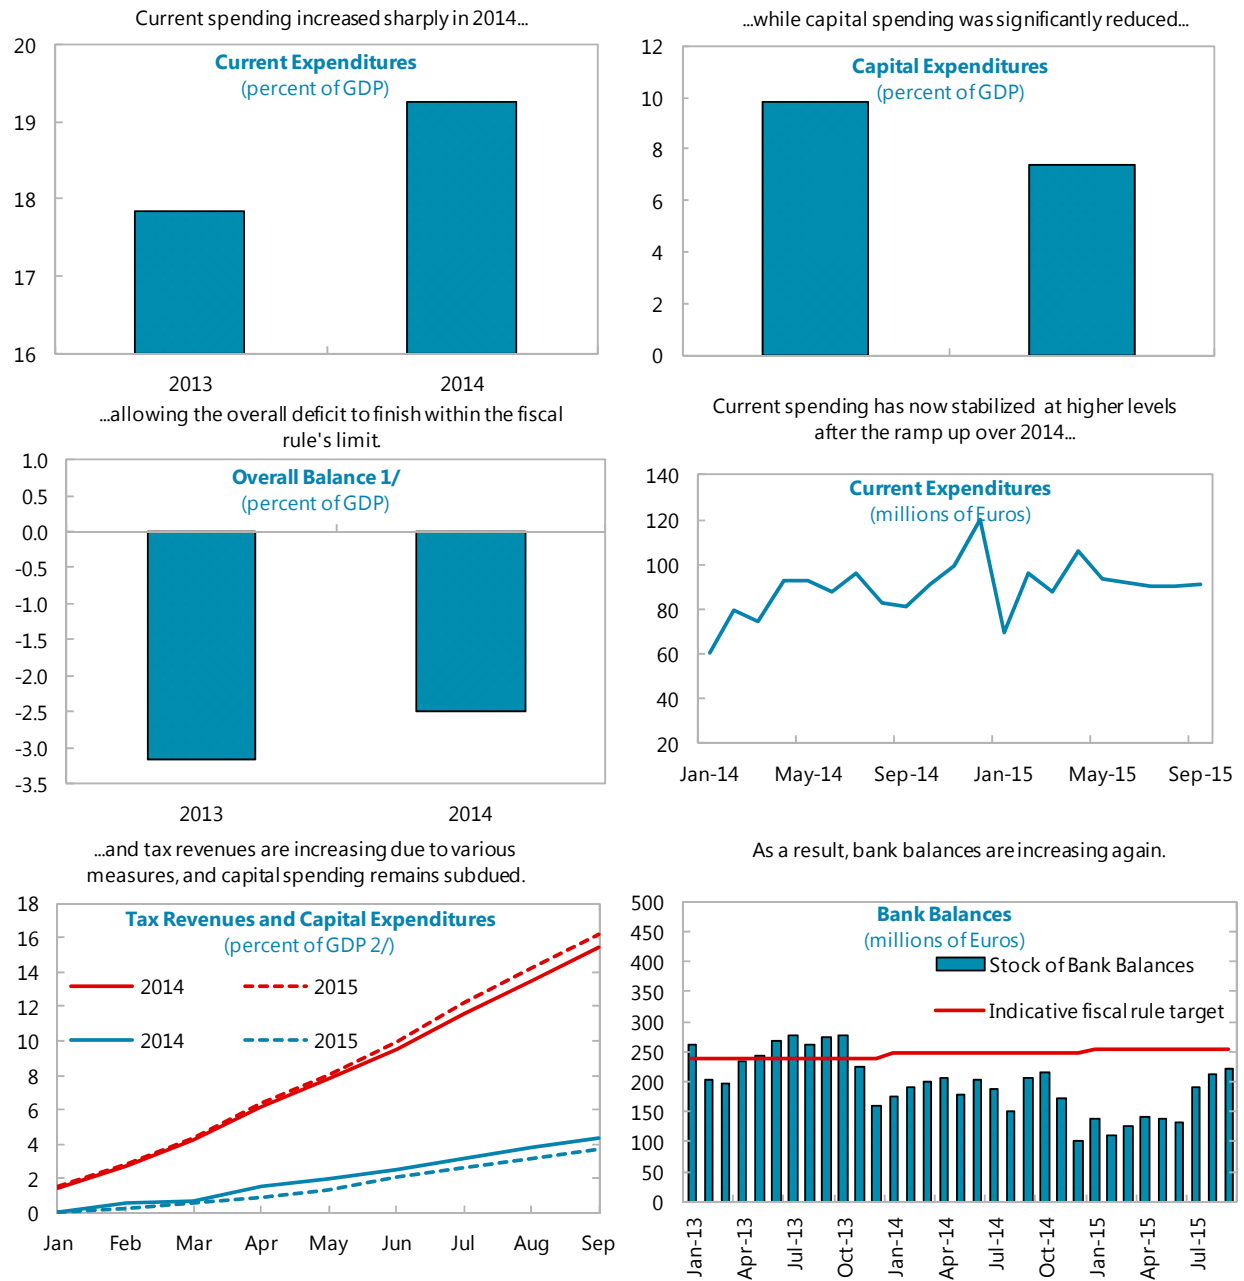 Current spending increased sharply in 2014...
Current Expenditures
(percent of GDP)
20
19
18
17
16
2013
2014
...while capital spending was significantly reduced...
Capital Expenditures
(percent of GDP)
12
10
8
6
4
2
0
...allowing the overall deficit to finish within the fiscal
rule's limit.
Overall Balance 1/
(percent of GDP)
1.0
0.5
0.0
-0.5
-1.0
-1.5
-2.0
-2.5
-3.0
-3.5
2013
2014
Current spending has now stabilized at higher levels
after the ramp up over 2014...
Current Expenditures
(millions of Euros)
140
120
100
80
60
40
20
Jan-14
May-14
Sep-14
Jan-15
May-15
Sep-15
...and tax revenues are increasing due to various
measures, and capital spending remains subdued.
Tax Revenues and Capital Expenditures
(percent of GDP 2/)
18
16
14
12
10
8
6
4
2
0
2014
2015
2014
2015
Jan
Feb
Mar
Apr
May
Jun
Jul
Aug
Sep
As a result, bank balances are increasing again.
Bank Balances
(millions of Euros)
Stock of Bank Balances
Indicative fiscal rule target
500
450
400
350
300
250
200
150
100
50
0
Jan-13
Apr-13
Jul-13
Oct-13
Jan-14
Apr-14
Jul-14
Oct-14
Jan-15
Apr-15
Jul-15